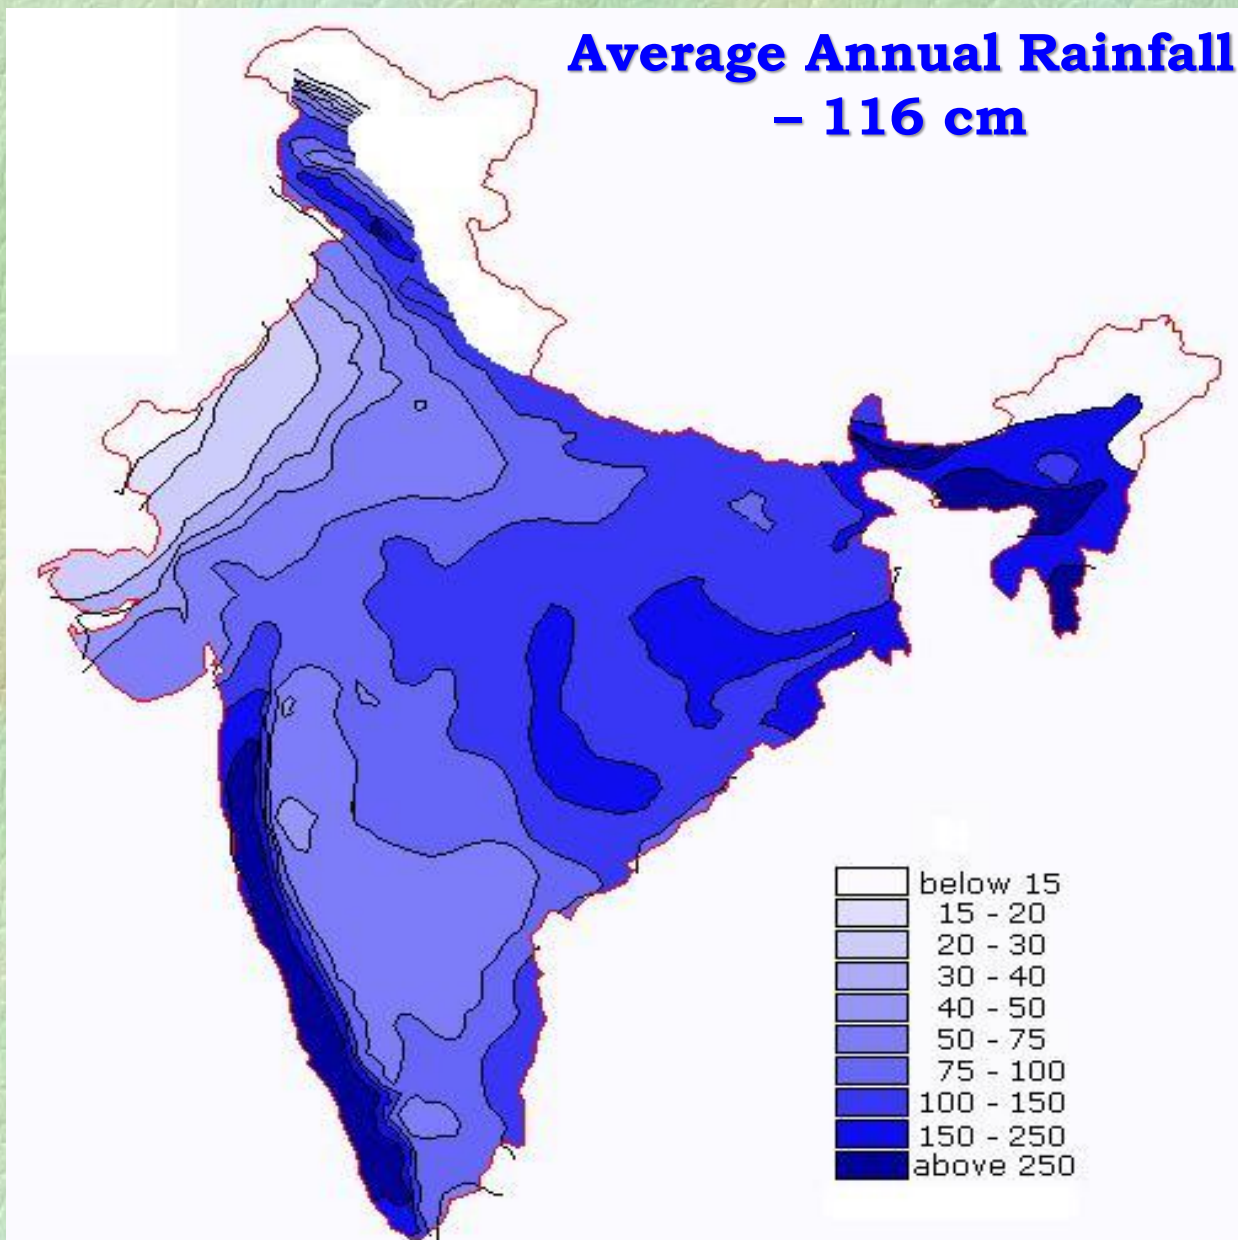 Average Annual Rainfall
– 116 cm
below 15
15 - 20
20 - 30
30 - 40
40 - 50
50 - 75
75 - 100
100 - 150
150 - 250
above 250